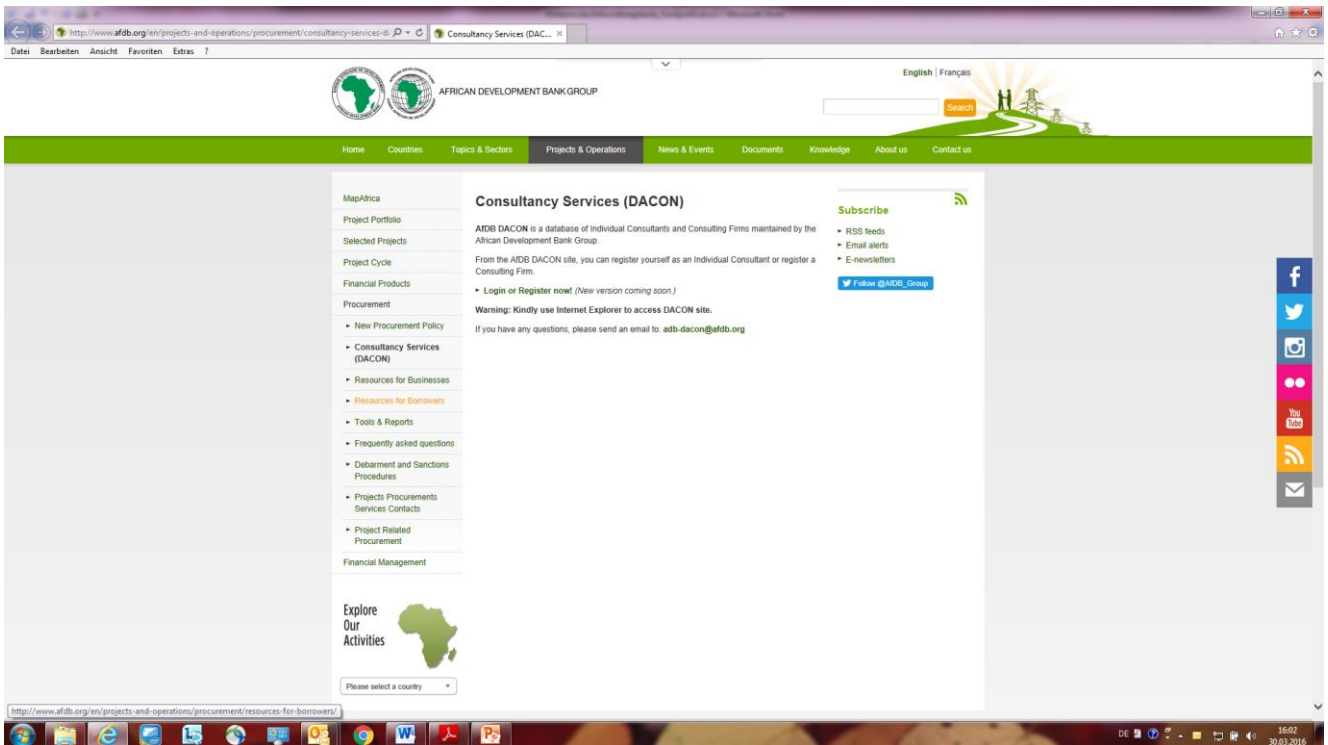 http://www.afdb.org/en/projects-and-operations/procurement/consultancy-services-d
Consultancy Services (DAC...
Datei Bearbeiten Ansicht Favoriten Extras ?
English | Français
AFRICAN DEVELOPMENT BANK GROUP
Search
Home Countries Topics & Sectors Projects & Operations News & Events Documents Knowledge About us Contact us
MapAfrica
Project Portfolio
Selected Projects
Project Cycle
Financial Products
Procurement
New Procurement Policy
Consultancy Services
(DACON)
Resources for Businesses
Resources for Borrowers
Tools & Reports
Frequently asked questions
Debarment and Sanctions
Procedures
Projects Procurements
Services Contacts
Project Related
Procurement
Financial Management
Explore
Our
Activities
Please select a country
Consultancy Services (DACON)
AfDB DACON is a database of Individual Consultants and Consulting Firms maintained by the
African Development Bank Group.
From the AfDB DACON site, you can register yourself as an Individual Consultant or register a
Consulting Firm.
Login or Register now! (New version coming soon.)
Warning: Kindly use Internet Explorer to access DACON site.
If you have any questions, please send an email to: adb-dacon@afdb.org
Subscribe
RSS feeds
Email alerts
E-newsletters
Follow @AfDB_Group
You
Tube
http://www.afdb.org/en/projects-and-operations/procurement/resources-for-borrowers/
DE
16:02
30.03.2016